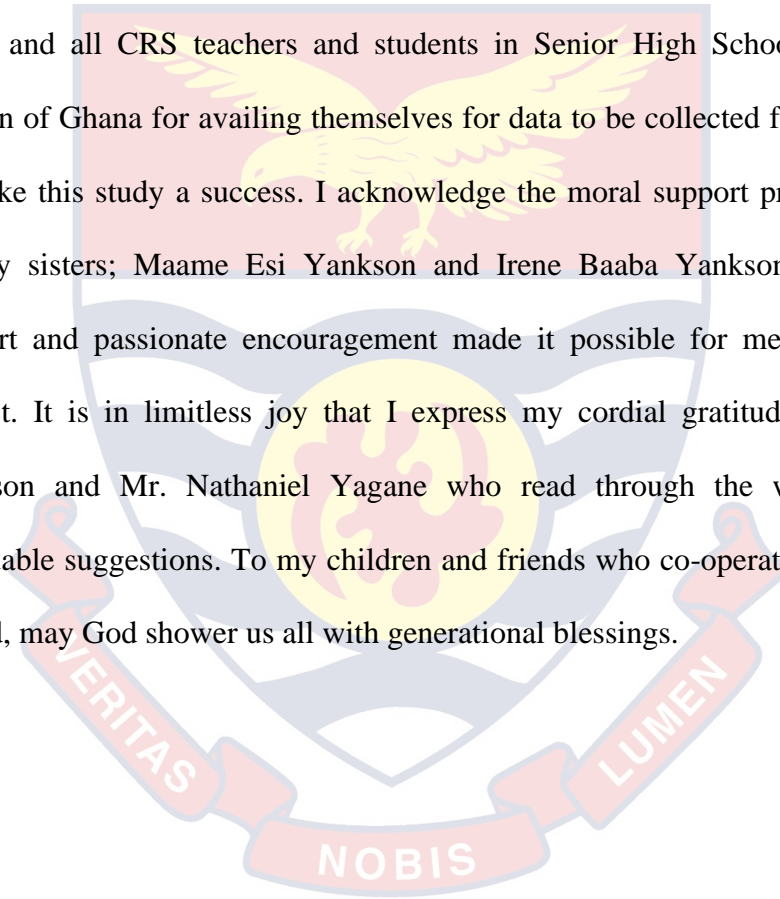 and all CRS teachers and students in Senior High Schoo
n of Ghana for availing themselves for data to be collected f
ke this study a success. I acknowledge the moral support pr
y sisters; Maame Esi Yankson and Irene Baaba Yankson
rt and passionate encouragement made it possible for me
t. It is in limitless joy that I express my cordial gratitud
son and Mr. Nathaniel Yagane who read through the w
able suggestions. To my children and friends who co-operat
, may God shower us all with generational blessings.
VERITAS
NOBIS
LUMEN